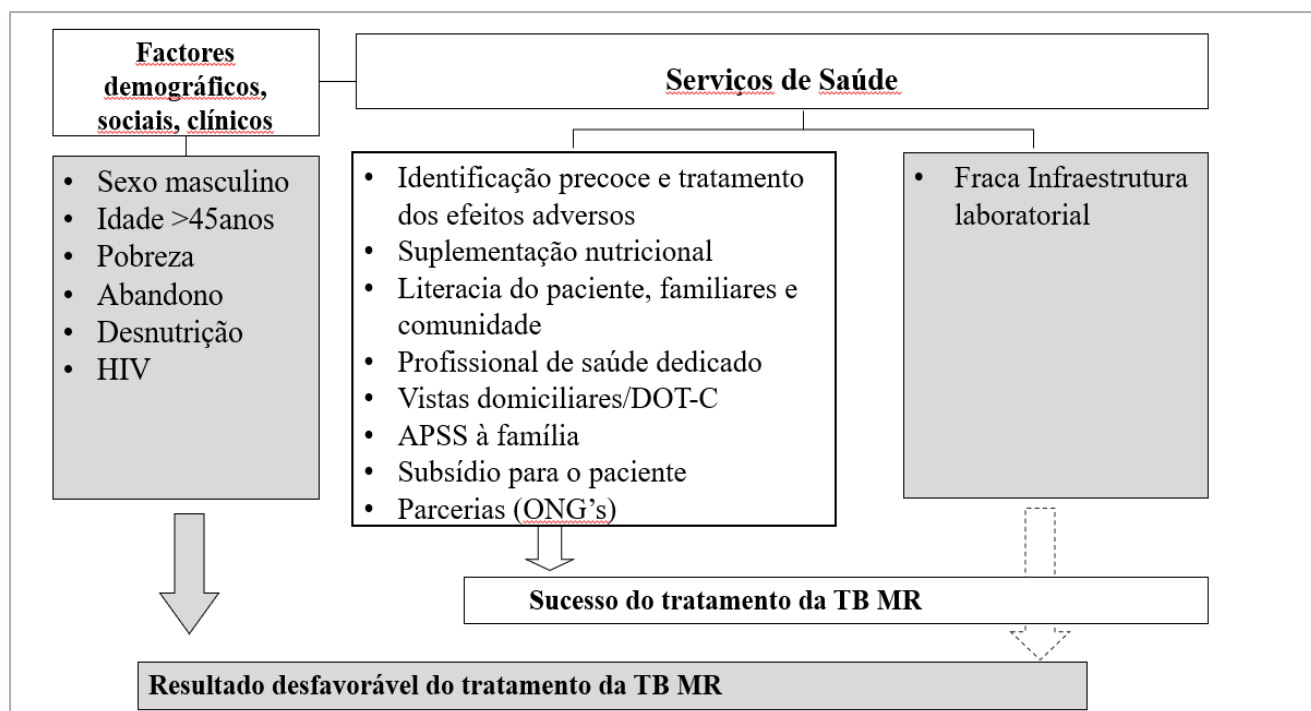 Factores
demográficos,
sociais, clínicos
Serviços de Saúde
• Sexo masculino
• Idade >45anos
• Pobreza
• Abandono
• Desnutrição
• HIV
• Identificação precoce e tratamento
dos efeitos adversos
• Suplementação nutricional
• Literacia do paciente, familiares e
comunidade
• Profissional de saúde dedicado
• Vistas domiciliares/DOT-C
• APSS à família
• Subsídio para o paciente
• Parcerias (ONG’s)
• Fraca Infraestrutura
laboratorial
Sucesso do tratamento da TB MR
Resultado desfavorável do tratamento da TB MR